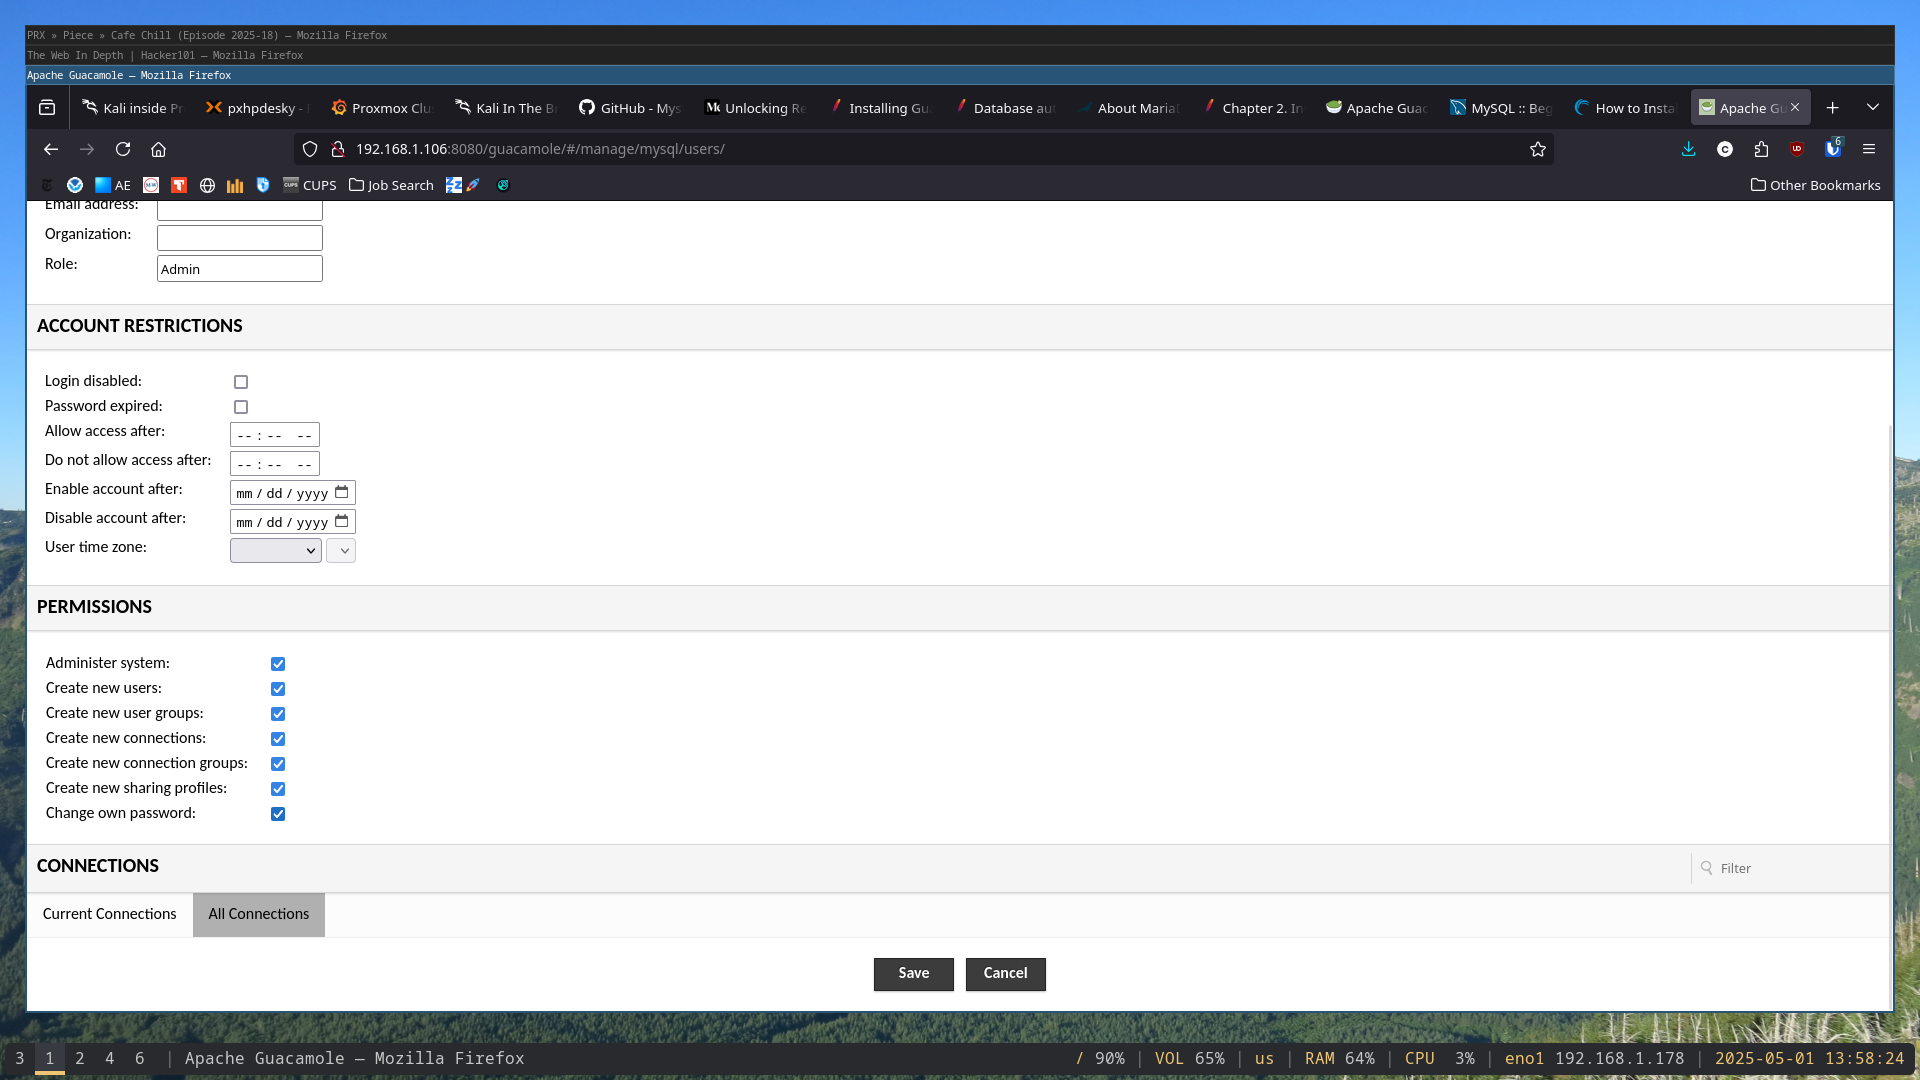 PRX » Piece » Cafe Chill (Episode 2025-18) — Mozilla Firefox
The Web In Depth | Hacker101 — Mozilla Firefox
Apache Guacamole — Mozilla Firefox
Kali inside Pr
pxhpdesky -
Proxmox Clu
Kali In The B
GitHub - Mys
Unlocking Re
Installing Gu
Database aut
About Maria
Chapter 2. In
Apache Guac
MySQL :: Beg
How to Insta
Apache Gu
192.168.1.106:8080/guacamole/#/manage/mysql/users/
6
AE
CUPS
Job Search
Other Bookmarks
Email address:
Organization:
Role: Admin
ACCOUNT RESTRICTIONS
Login disabled:
Password expired:
Allow access after: -- : -- --
Do not allow access after: -- : -- --
Enable account after: mm / dd / yyyy
Disable account after: mm / dd / yyyy
User time zone:
PERMISSIONS
Administer system:
Create new users:
Create new user groups:
Create new connections:
Create new connection groups:
Create new sharing profiles:
Change own password:
CONNECTIONS
Filter
Current Connections
All Connections
Save
Cancel
3 1 2 4 6 | Apache Guacamole — Mozilla Firefox
/ 90% | VOL 65% | us | RAM 64% | CPU 3% | eno1 192.168.1.178 | 2025-05-01 13:58:24